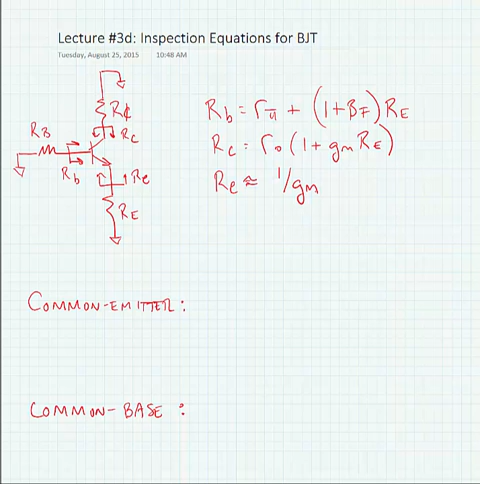 Lecture #3d: Inspection Equations for BJT
Tuesday, August 25, 2015 10:48 AM
R¢
Rc
RB
Rb
Re
RE
Rb = rπ + (1+βF) RE
Rc = ro (1 + gm RE)
Re ≈ 1/gm
COMMON-EMITTER:
COMMON-BASE: